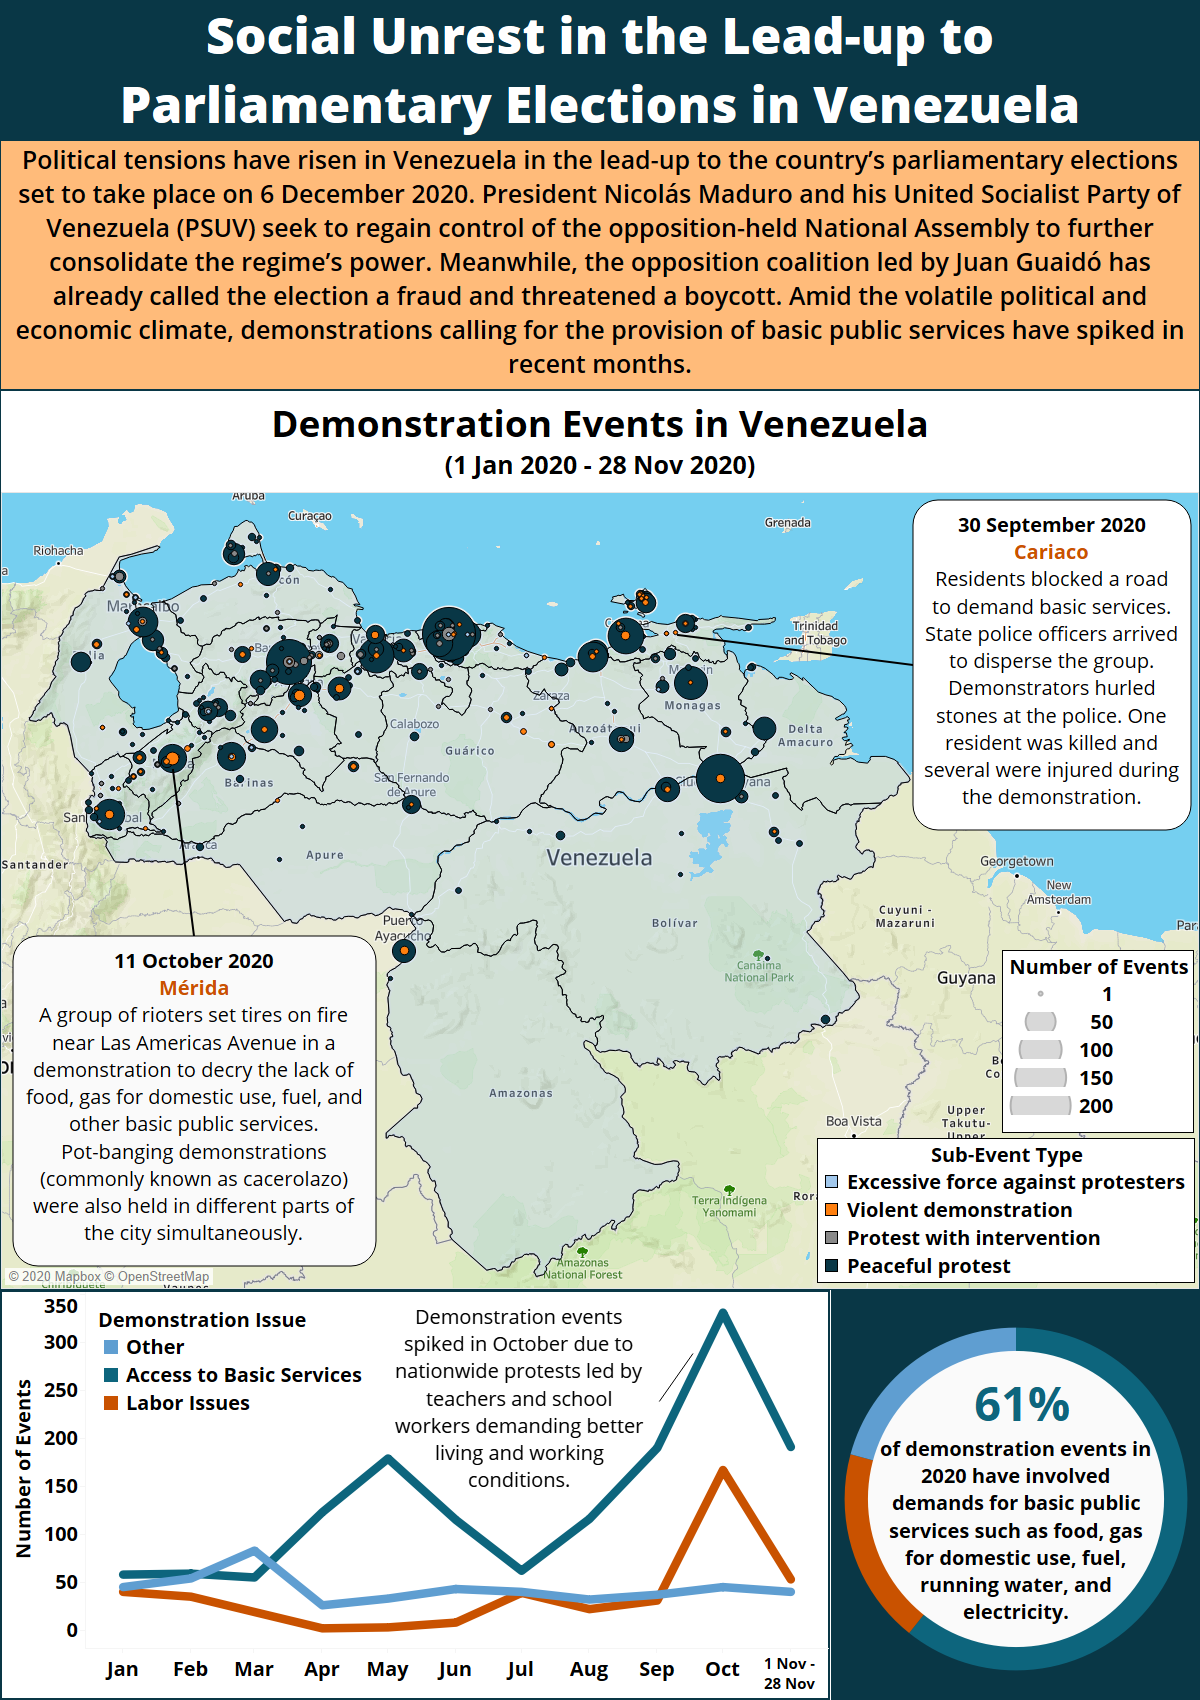 Social Unrest in the Lead-up to
Parliamentary Elections in Venezuela
Political tensions have risen in Venezuela in the lead-up to the country's parliamentary elections
set to take place on 6 December 2020. President Nicolás Maduro and his United Socialist Party of
Venezuela (PSUV) seek to regain control of the opposition-held National Assembly to further
consolidate the regime's power. Meanwhile, the opposition coalition led by Juan Guaidó has
already called the election a fraud and threatened a boycott. Amid the volatile political and
economic climate, demonstrations calling for the provision of basic public services have spiked in
recent months.
Demonstration Events in Venezuela
(1 Jan 2020 - 28 Nov 2020)
Aruba
Curaçao
Grenada
Riohacha
Trinidad
and Tobago
30 September 2020
Cariaco
Residents blocked a road
to demand basic services.
State police officers arrived
to disperse the group.
Demonstrators hurled
stones at the police. One
resident was killed and
several were injured during
the demonstration.
Zaraza
Monagas
Calabozo
Guárico
Delta
Amacuro
San Fernando
de Apure
Santander
Apure
Venezuela
Georgetown
New
Amsterdam
Bolívar
Cuyuni -
Mazaruni
Puerto
Ayacucho
Canaima
National Park
Guyana
11 October 2020
Mérida
A group of rioters set tires on fire
near Las Americas Avenue in a
demonstration to decry the lack of
food, gas for domestic use, fuel, and
other basic public services.
Pot-banging demonstrations
(commonly known as cacerolazo)
were also held in different parts of
the city simultaneously.
Amazonas
Boa Vista
Upper
Takutu-
Upper
Terra Indígena
Yanomami
Amazonas
National Forest
Number of Events
1
50
100
150
200
Sub-Event Type
Excessive force against protesters
Violent demonstration
Protest with intervention
Peaceful protest
© 2020 Mapbox © OpenStreetMap
Number of Events
350
300
250
200
150
100
50
0
Demonstration Issue
Other
Access to Basic Services
Labor Issues
Demonstration events
spiked in October due to
nationwide protests led by
teachers and school
workers demanding better
living and working
conditions.
Jan Feb Mar Apr May Jun Jul Aug Sep Oct 1 Nov -
28 Nov
61%
of demonstration events in
2020 have involved
demands for basic public
services such as food, gas
for domestic use, fuel,
running water, and
electricity.